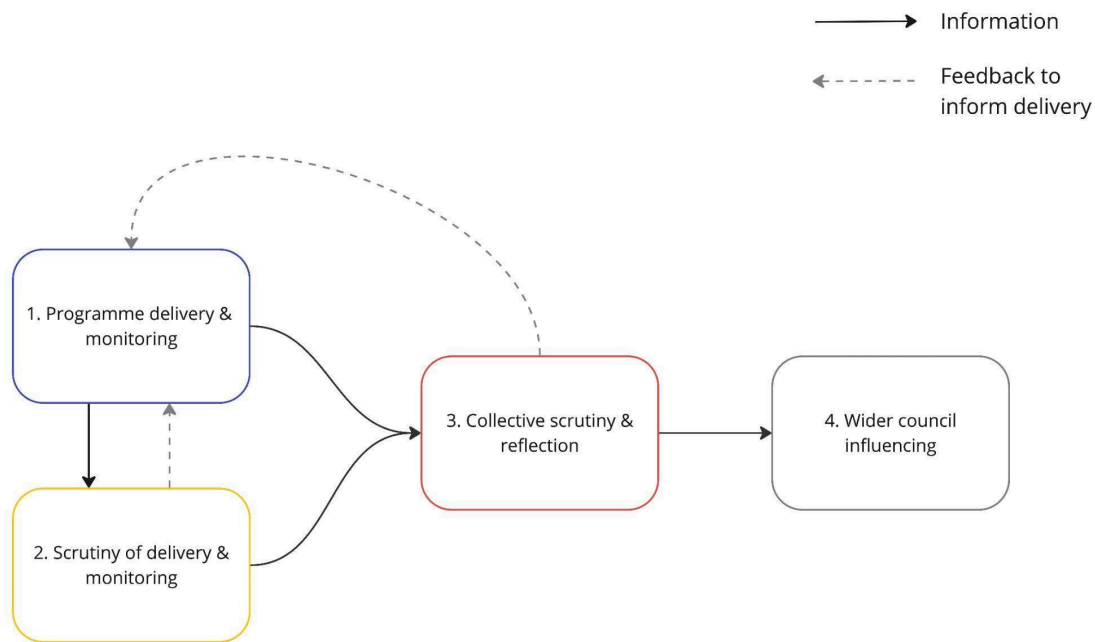 Information
Feedback to
inform delivery
1. Programme delivery &
monitoring
3. Collective scrutiny &
reflection
4. Wider council
influencing
2. Scrutiny of delivery &
monitoring